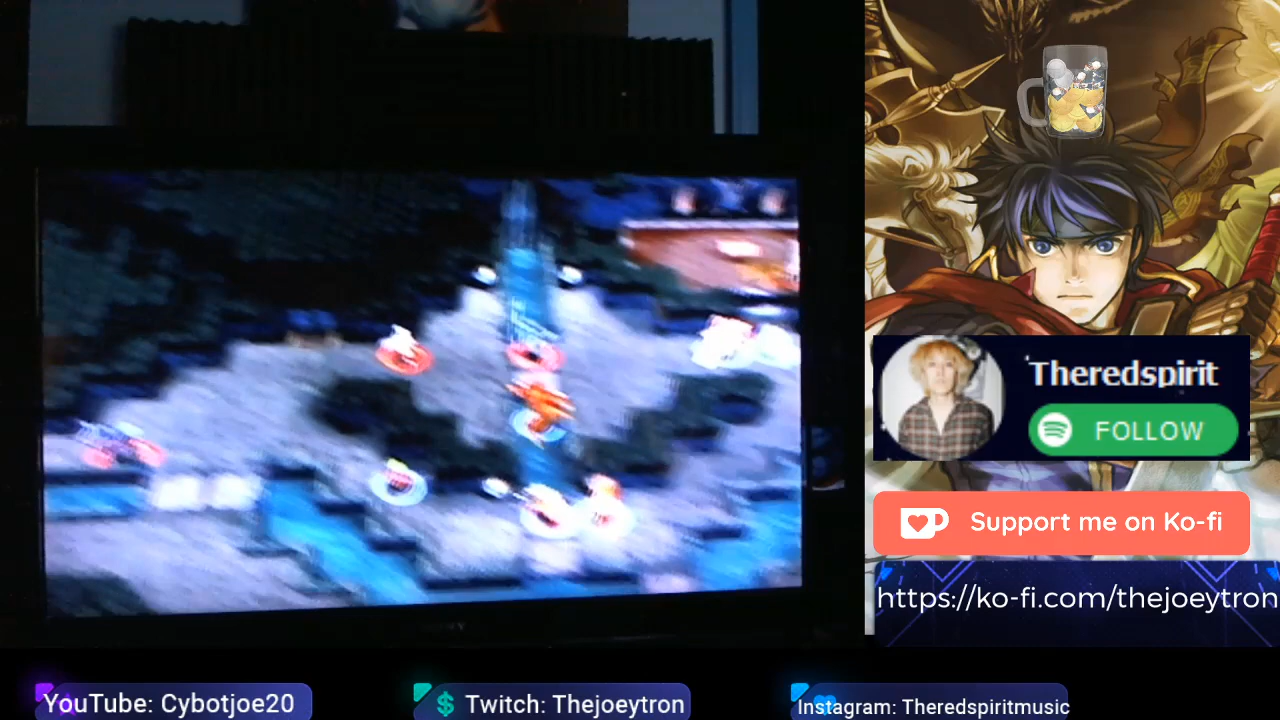 Theredspirit
FOLLOW
Support me on Ko-fi
https://ko-fi.com/thejoeytron
YouTube: Cybotjoe20
Twitch: Thejoeytron
Instagram: Theredspiritmusic